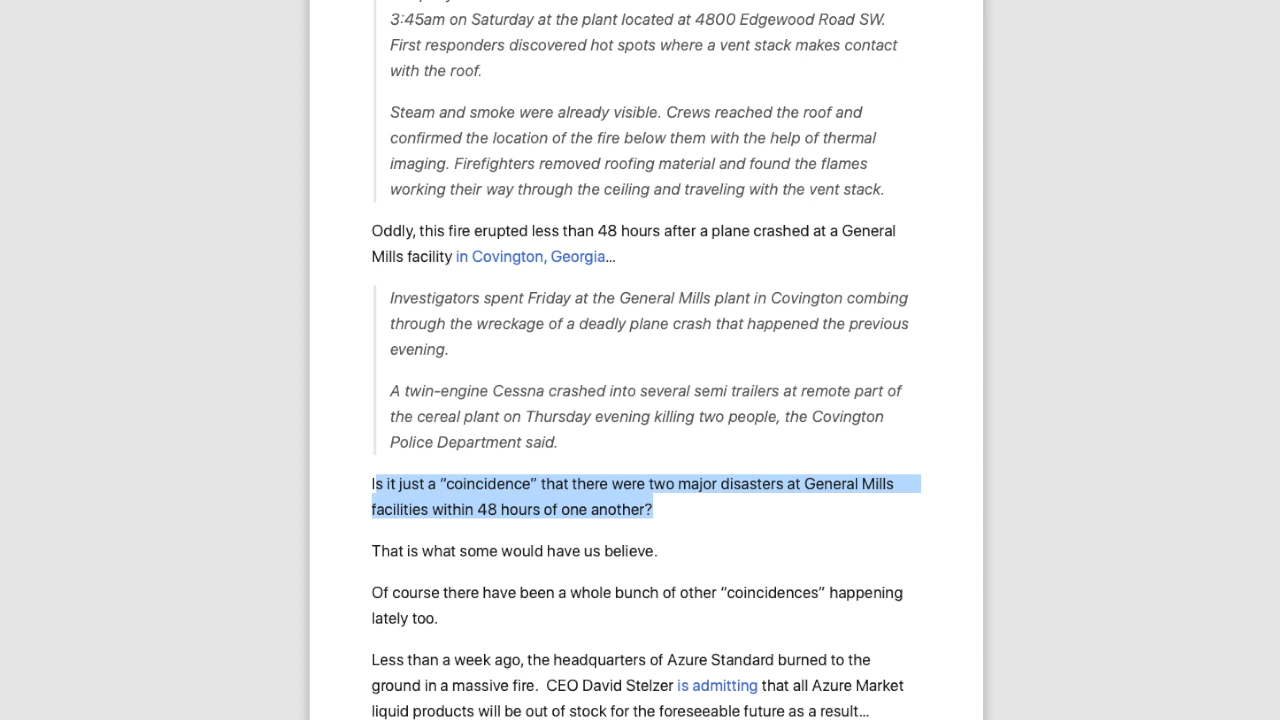 3:45am on Saturday at the plant located at 4800 Edgewood Road SW.
First responders discovered hot spots where a vent stack makes contact
with the roof.
Steam and smoke were already visible. Crews reached the roof and
confirmed the location of the fire below them with the help of thermal
imaging. Firefighters removed roofing material and found the flames
working their way through the ceiling and traveling with the vent stack.
Oddly, this fire erupted less than 48 hours after a plane crashed at a General
Mills facility in Covington, Georgia…
Investigators spent Friday at the General Mills plant in Covington combing
through the wreckage of a deadly plane crash that happened the previous
evening.
A twin-engine Cessna crashed into several semi trailers at remote part of
the cereal plant on Thursday evening killing two people, the Covington
Police Department said.
Is it just a “coincidence” that there were two major disasters at General Mills
facilities within 48 hours of one another?
That is what some would have us believe.
Of course there have been a whole bunch of other “coincidences” happening
lately too.
Less than a week ago, the headquarters of Azure Standard burned to the
ground in a massive fire.  CEO David Stelzer is admitting that all Azure Market
liquid products will be out of stock for the foreseeable future as a result…